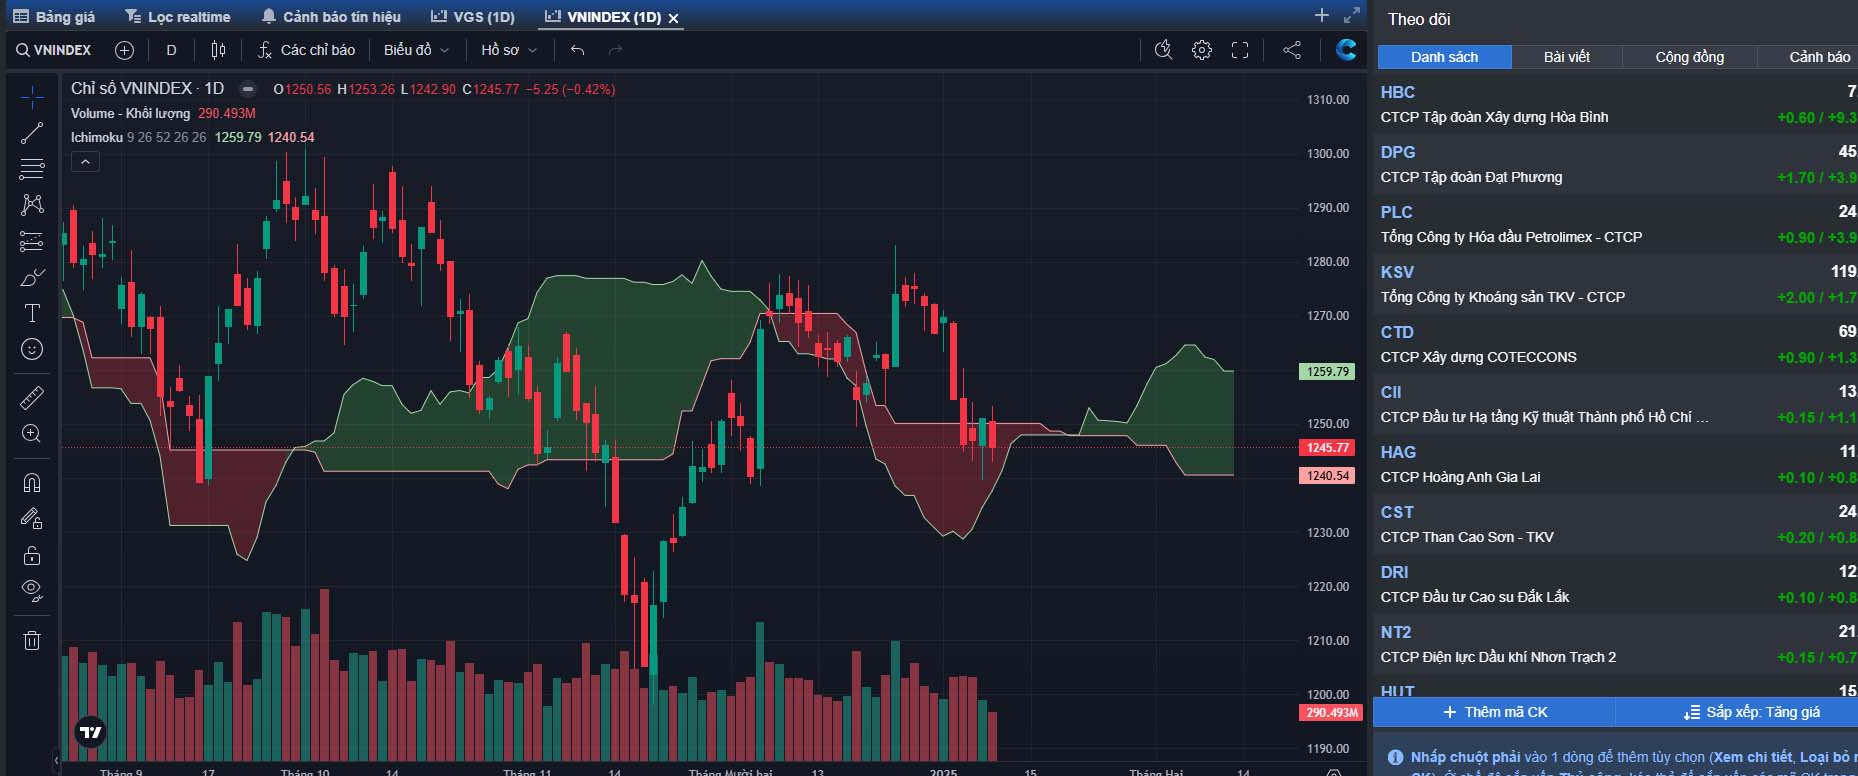 Bảng giá Lọc realtime Cảnh báo tín hiệu VGS (1D) VNINDEX (1D)
VNINDEX D Các chỉ báo Biểu đồ Hồ sơ
Chỉ số VNINDEX · 1D O1250.56 H1253.26 L1242.90 C1245.77 −5.25 (−0.42%)
Volume - Khối lượng 290.493M
Ichimoku 9 26 52 26 26 1259.79 1240.54
1310.00
1300.00
1290.00
1280.00
1270.00
1259.79
1250.00
1245.77
1240.54
1230.00
1220.00
1210.00
1200.00
290.493M
1190.00
Tháng 9 17 Tháng 10 14 Tháng 11 14 Tháng Mười hai 13 2025 15 Tháng Hai 14
Theo dõi
Danh sách Bài viết Cộng đồng Cảnh báo
HBC 7.
CTCP Tập đoàn Xây dựng Hòa Bình +0.60 / +9.3
DPG 45.
CTCP Tập đoàn Đạt Phương +1.70 / +3.9
PLC 24.
Tổng Công ty Hóa dầu Petrolimex - CTCP +0.90 / +3.9
KSV 119.
Tổng Công ty Khoáng sản TKV - CTCP +2.00 / +1.7
CTD 69.
CTCP Xây dựng COTECCONS +0.90 / +1.3
CII 13.
CTCP Đầu tư Hạ tầng Kỹ thuật Thành phố Hồ Chí ... +0.15 / +1.1
HAG 11.
CTCP Hoàng Anh Gia Lai +0.10 / +0.8
CST 24.
CTCP Than Cao Sơn - TKV +0.20 / +0.8
DRI 12.
CTCP Đầu tư Cao su Đắk Lắk +0.10 / +0.8
NT2 21.
CTCP Điện lực Dầu khí Nhơn Trạch 2 +0.15 / +0.7
HUT 15.
+ Thêm mã CK Sắp xếp: Tăng giá
Nhấp chuột phải vào 1 dòng để thêm tùy chọn (Xem chi tiết, Loại bỏ